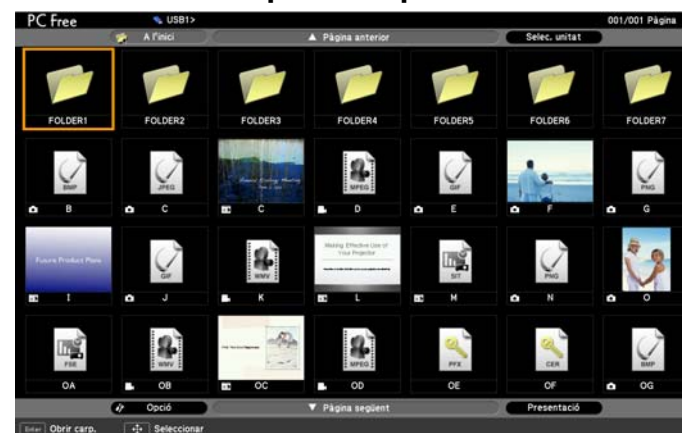 PC Free USB1> 001/001 Pàgina
A l'inici Pàgina anterior Selec. unitat
FOLDER1 FOLDER2 FOLDER3 FOLDER4 FOLDER5 FOLDER6 FOLDER7
BMP JPEG MPEG GIF PNG
B C C D E F G
Future Product Plans GIF WMV Making Effective Use of
Your Projector SIT PNG
I J K L M N O
FSE WMV MPEG PFX CER BMP
OA OB OC OD OE OF OG
Opció Pàgina següent Presentació
Enter Obrir carp. Seleccionar